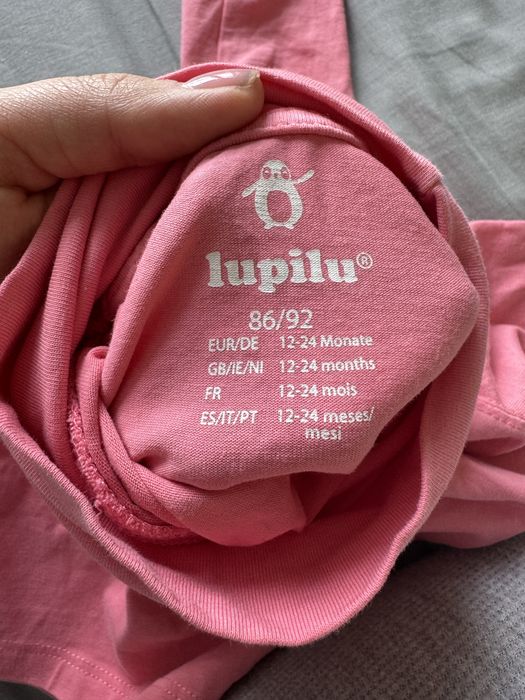 lupilu®
86/92
EUR/DE 12-24 Monate
GB/IE/NI 12-24 months
FR 12-24 mois
ES/IT/PT 12-24 meses/
mesi